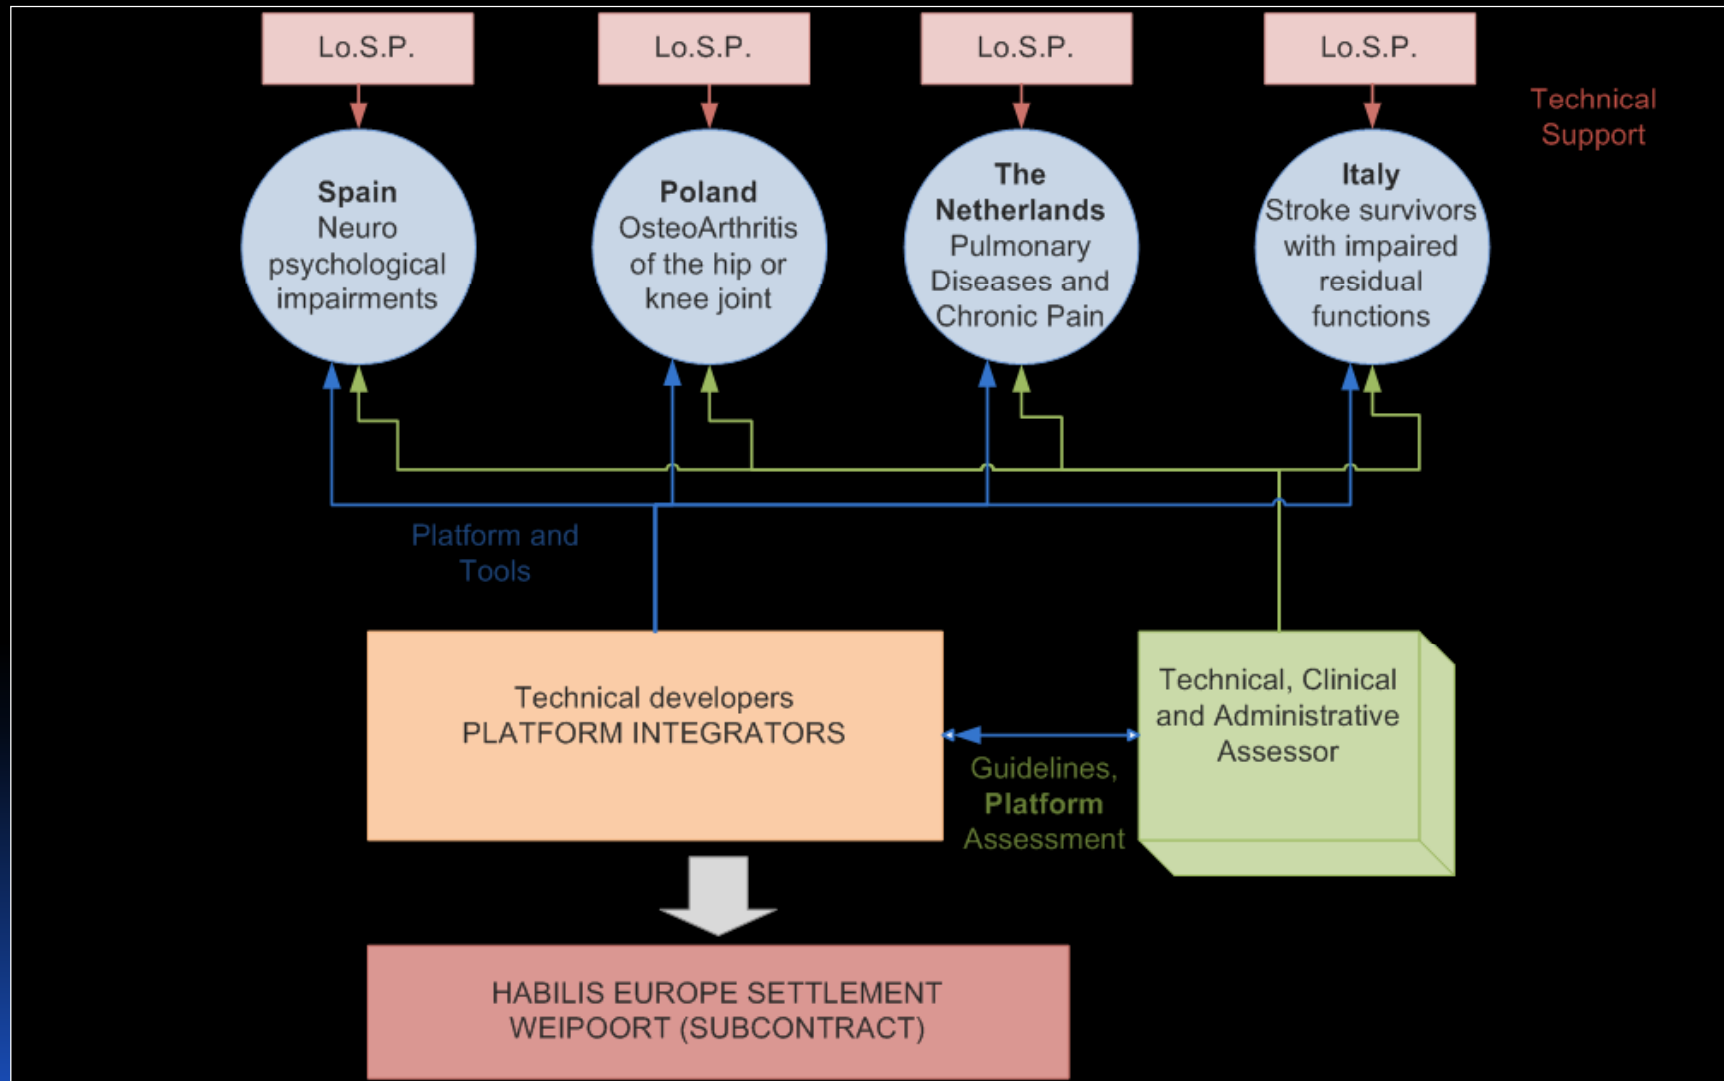 Lo.S.P.
Lo.S.P.
Lo.S.P.
Lo.S.P.
Technical
Support
Spain
Neuro
psychological
impairments
Poland
OsteoArthritis
of the hip or
knee joint
The
Netherlands
Pulmonary
Diseases and
Chronic Pain
Italy
Stroke survivors
with impaired
residual
functions
Platform and
Tools
Technical developers
PLATFORM INTEGRATORS
Guidelines,
Platform
Assessment
Technical, Clinical
and Administrative
Assessor
HABILIS EUROPE SETTLEMENT
WEIPOORT (SUBCONTRACT)